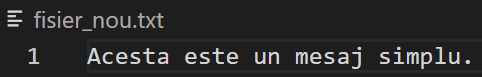 fisier_nou.txt
1 Acesta este un mesaj simplu.